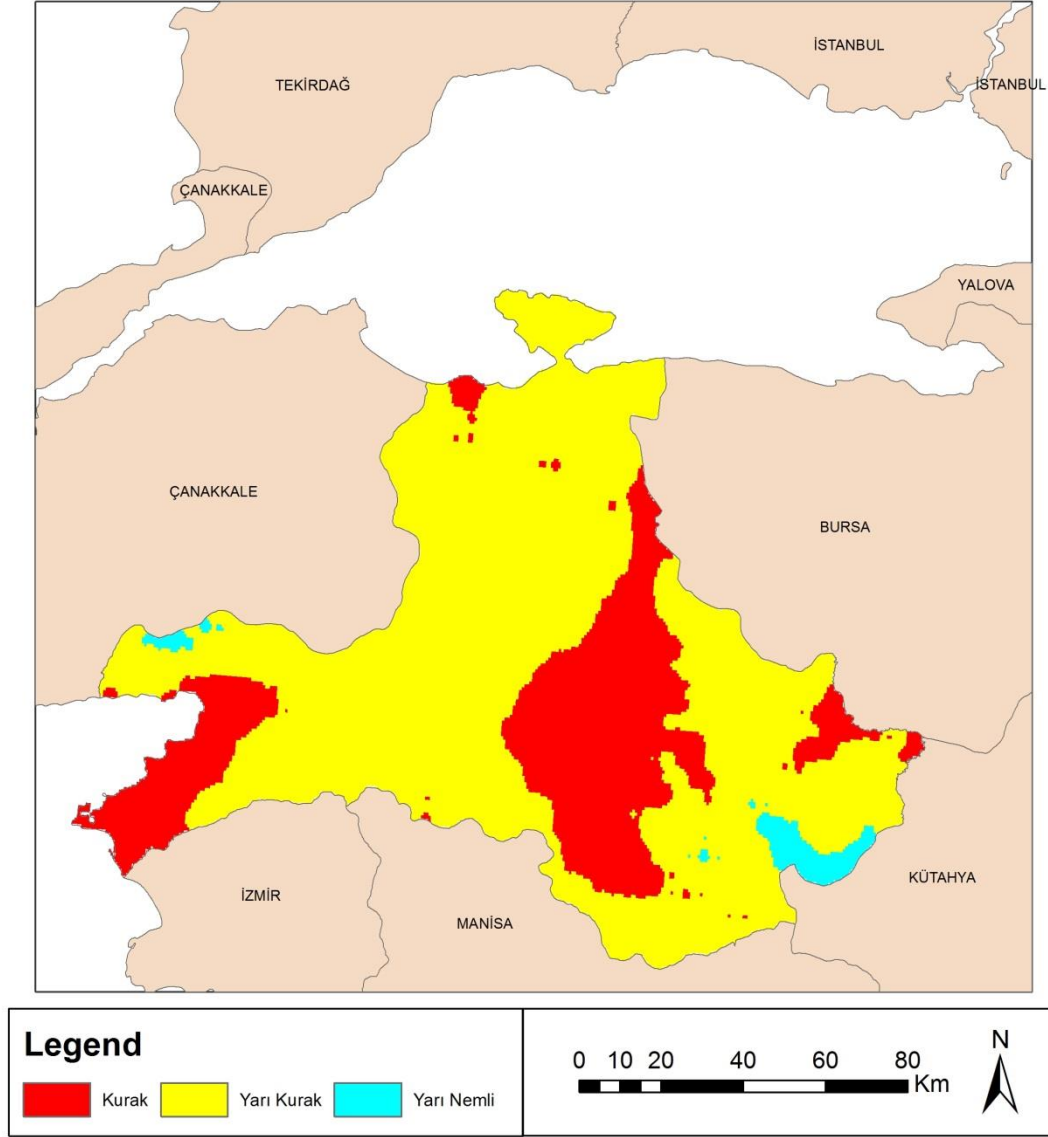 İSTANBUL
TEKİRDAĞ
İSTANBUL
ÇANAKKALE
YALOVA
ÇANAKKALE
BURSA
KÜTAHYA
İZMİR
MANİSA
Legend
Kurak
Yarı Kurak
Yarı Nemli
0 10 20 40 60 80
Km
N